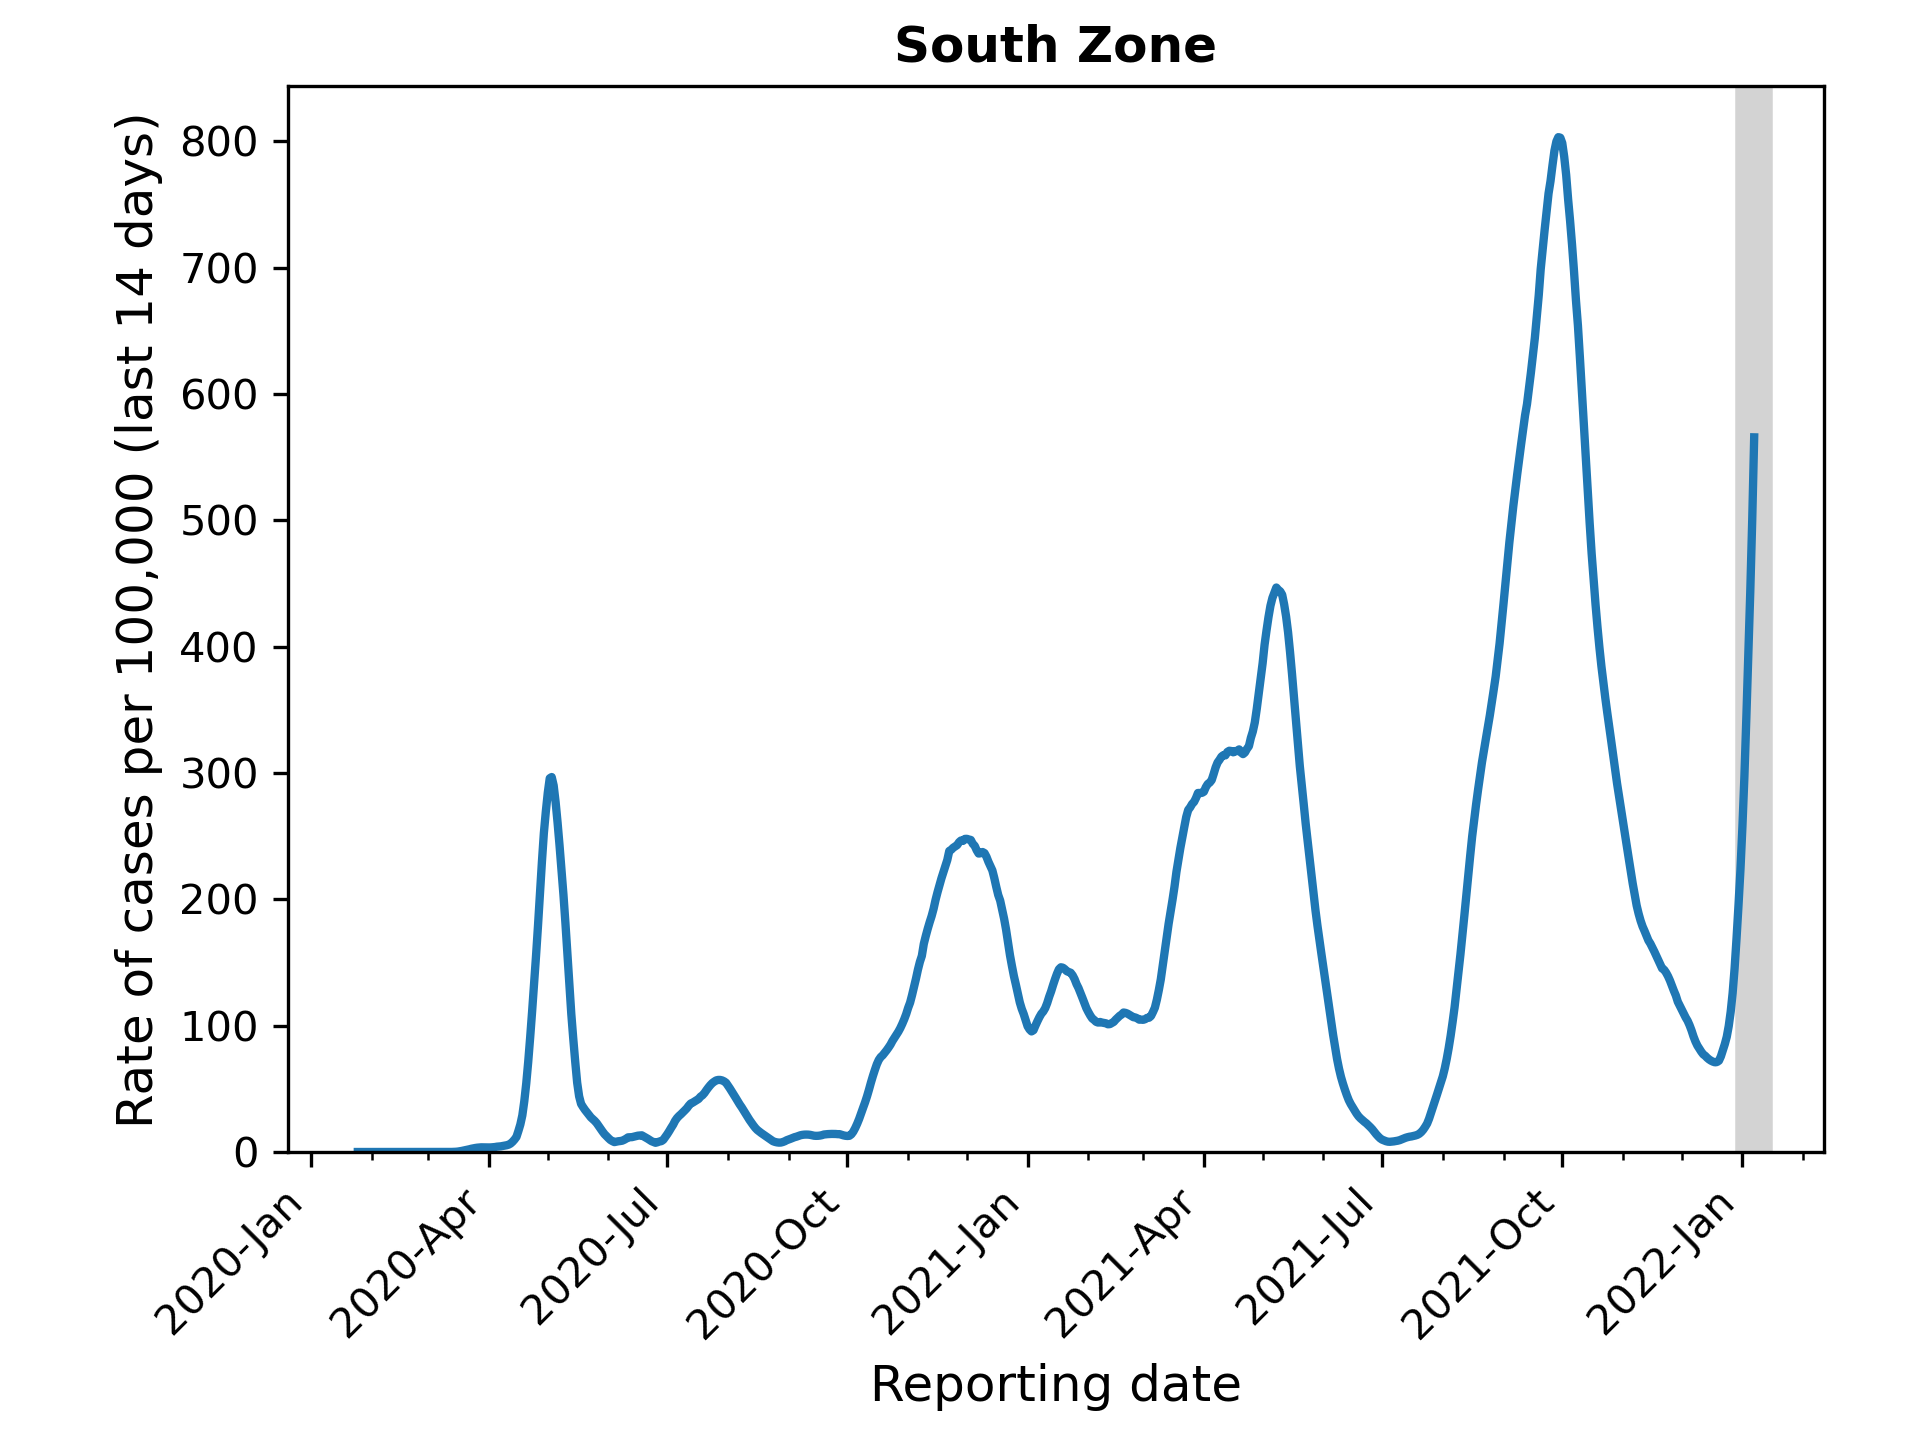 South Zone
Rate of cases per 100,000 (last 14 days)
800
700
600
500
400
300
200
100
0
2020-Jan
2020-Apr
2020-Jul
2020-Oct
2021-Jan
2021-Apr
2021-Jul
2021-Oct
2022-Jan
Reporting date